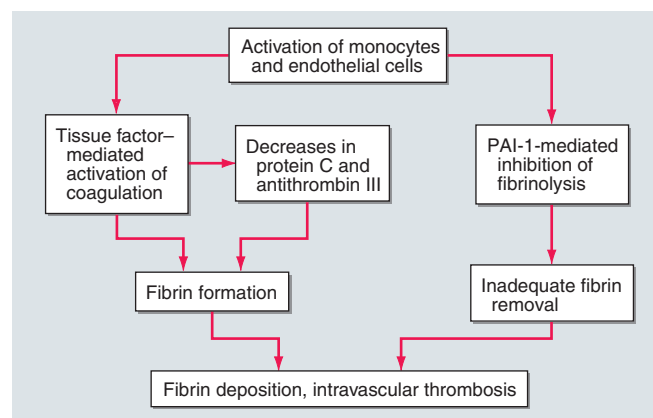 Activation of monocytes
and endothelial cells
Tissue factor–
mediated
activation of
coagulation
Decreases in
protein C and
antithrombin III
PAI-1-mediated
inhibition of
fibrinolysis
Fibrin formation
Inadequate fibrin
removal
Fibrin deposition, intravascular thrombosis